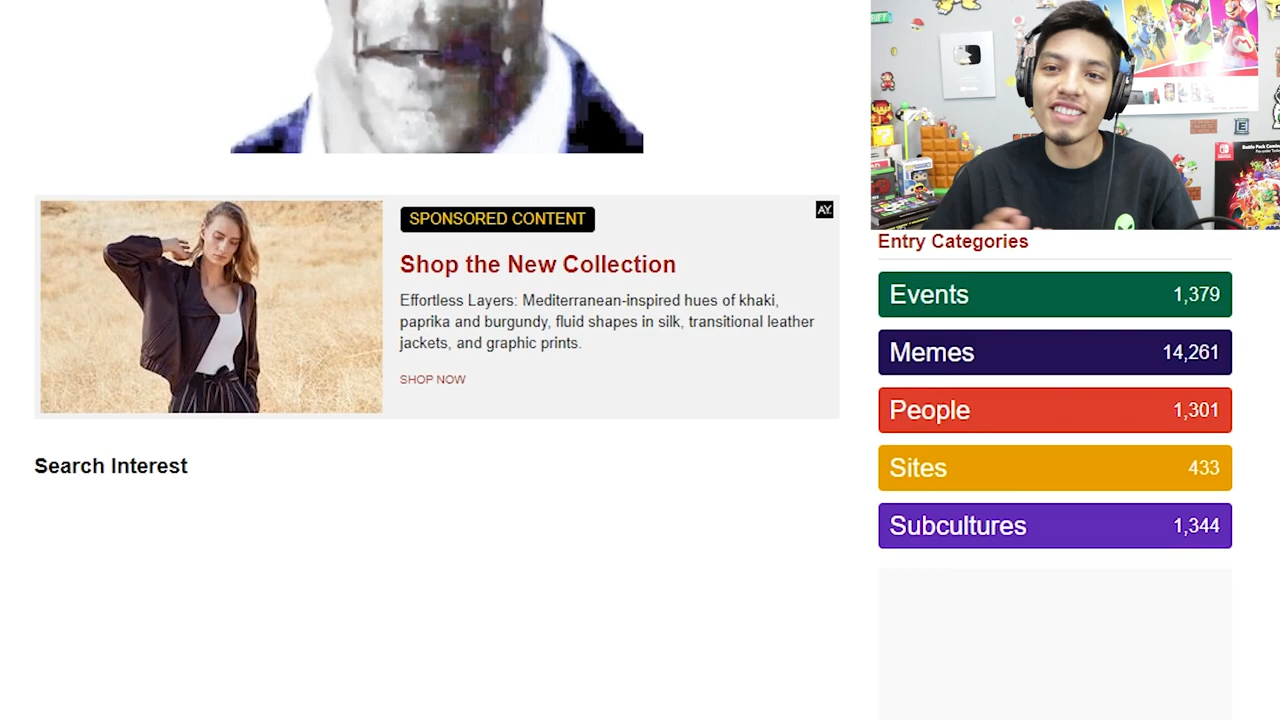 SPONSORED CONTENT
AY.
Shop the New Collection
Effortless Layers: Mediterranean-inspired hues of khaki,
paprika and burgundy, fluid shapes in silk, transitional leather
jackets, and graphic prints.
SHOP NOW
Search Interest
Entry Categories
Events 1,379
Memes 14,261
People 1,301
Sites 433
Subcultures 1,344